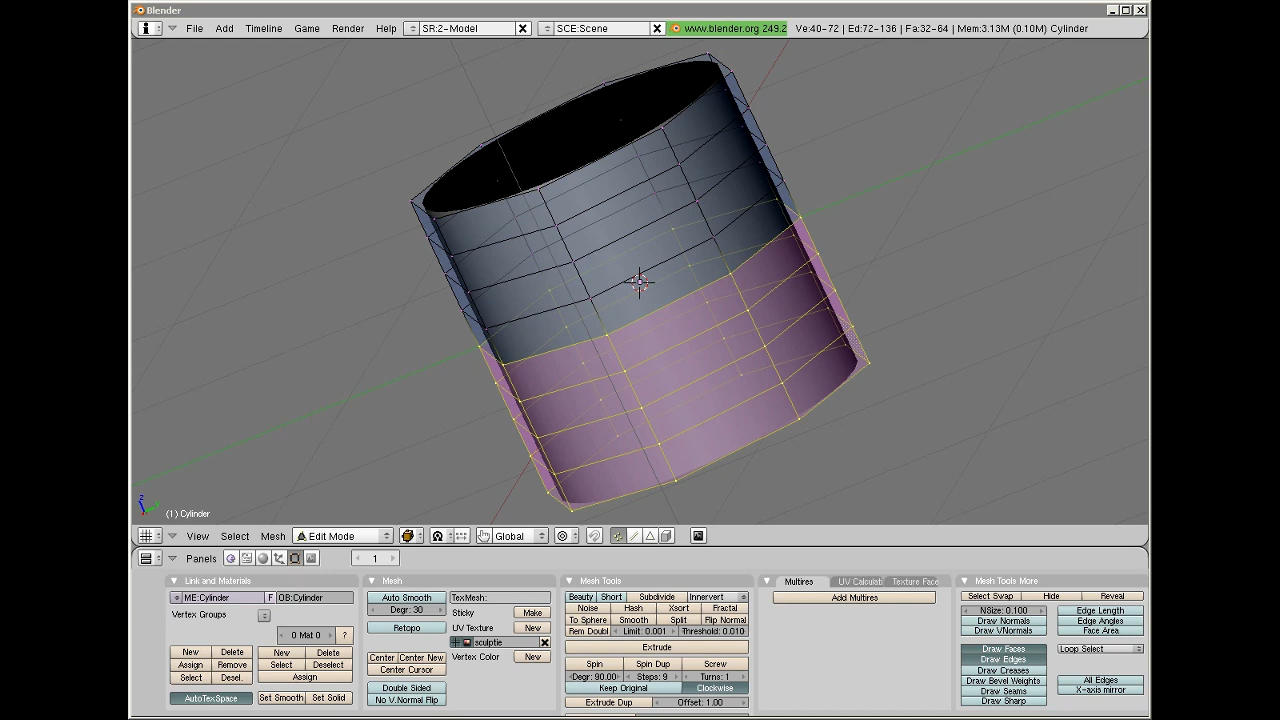 Blender
File Add Timeline Game Render Help SR:2-Model SCE:Scene www.blender.org 249.2 Ve:40-72 | Ed:72-136 | Fa:32-64 | Mem:3.13M (0.10M) Cylinder
z
(1) Cylinder
View Select Mesh Edit Mode Global
Panels 1
Link and Materials Mesh Mesh Tools Multires UV Calculati Texture Face Mesh Tools More
ME:Cylinder F OB:Cylinder Auto Smooth TexMesh: Beauty Short Subdivide Innervert Add Multires Select Swap Hide Reveal
Vertex Groups Degr: 30 Sticky Make Noise Hash Xsort Fractal NSize: 0.100 Edge Length
0 Mat 0 ? Retopo UV Texture New To Sphere Smooth Split Flip Normal Draw Normals Edge Angles
Rem Doubl Limit: 0.001 Threshold: 0.010 Draw VNormals Face Area
sculptie Extrude Draw Faces Loop Select
New Delete New Delete Center Center New Vertex Color New Spin Spin Dup Screw Draw Edges
Assign Remove Select Deselect Center Cursor Degr: 90.00 Steps: 9 Turns: 1 Draw Creases
Select Desel. Assign Double Sided Keep Original Clockwise Draw Bevel Weights All Edges
AutoTexSpace Set Smooth Set Solid No V.Normal Flip Extrude Dup Offset: 1.00 Draw Seams X-axis mirror
Draw Sharp